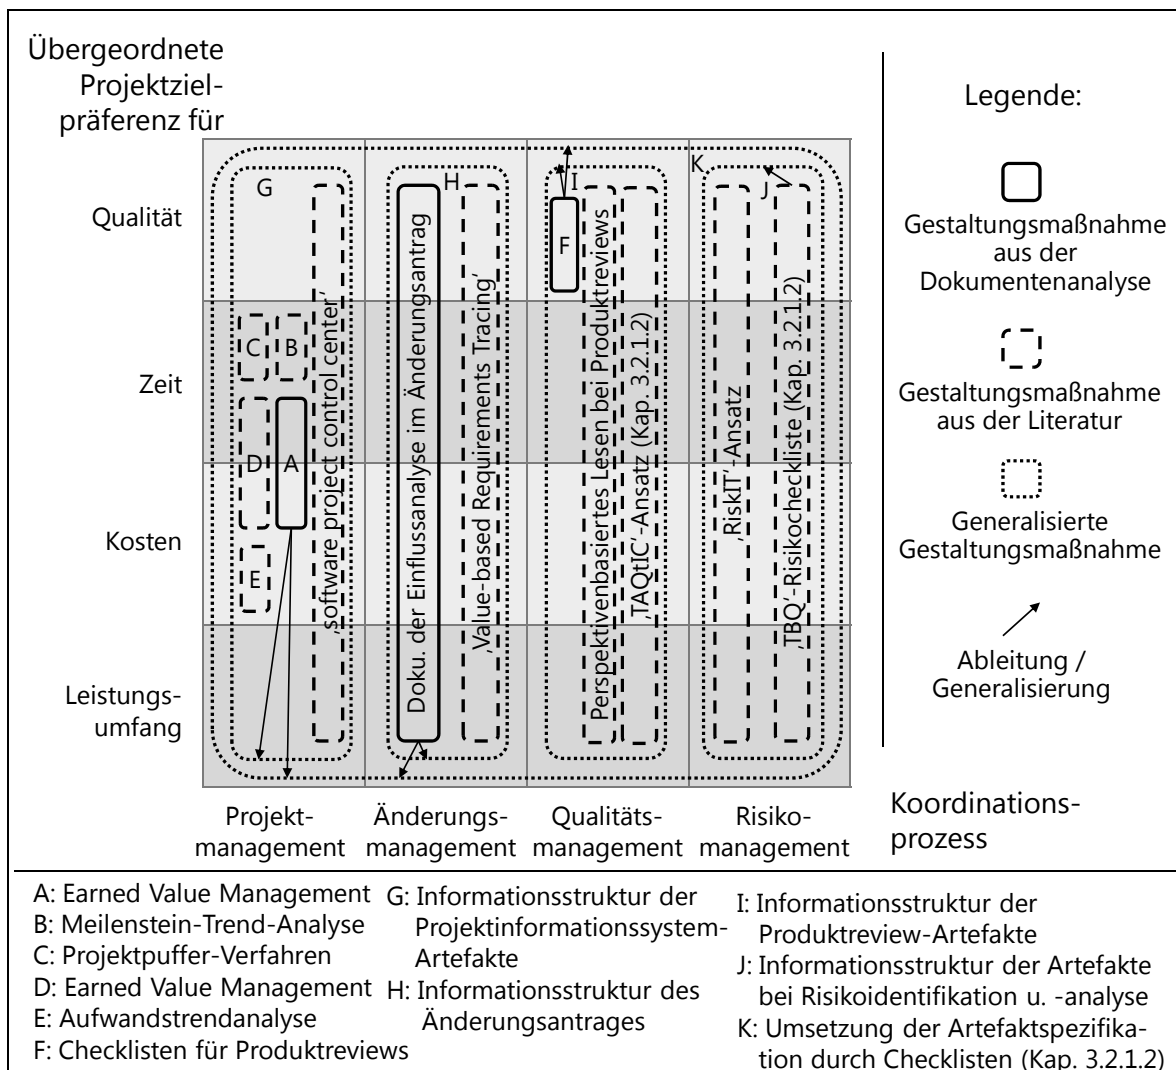 Übergeordnete
Projektziel-
präferenz für
Qualität
Zeit
Kosten
Leistungs-
umfang
G
C
B
D
A
E
‚software project control center‘
H
Doku. der Einflussanalyse im Änderungsantrag
‚Value-based Requirements Tracing‘
I
F
Perspektivenbasiertes Lesen bei Produktreviews
‚TAQtIC‘-Ansatz (Kap. 3.2.1.2)
K
J
‚RiskIT‘-Ansatz
‚TBQ‘-Risikocheckliste (Kap. 3.2.1.2)
Projekt-
management
Änderungs-
management
Qualitäts-
management
Risiko-
management
Koordinations-
prozess
Legende:
Gestaltungsmaßnahme
aus der
Dokumentenanalyse
Gestaltungsmaßnahme
aus der Literatur
Generalisierte
Gestaltungsmaßnahme
Ableitung /
Generalisierung
A: Earned Value Management
B: Meilenstein-Trend-Analyse
C: Projektpuffer-Verfahren
D: Earned Value Management
E: Aufwandstrendanalyse
F: Checklisten für Produktreviews
G: Informationsstruktur der
Projektinformationssystem-
Artefakte
H: Informationsstruktur des
Änderungsantrages
I: Informationsstruktur der
Produktreview-Artefakte
J: Informationsstruktur der Artefakte
bei Risikoidentifikation u. -analyse
K: Umsetzung der Artefaktspezifika-
tion durch Checklisten (Kap. 3.2.1.2)